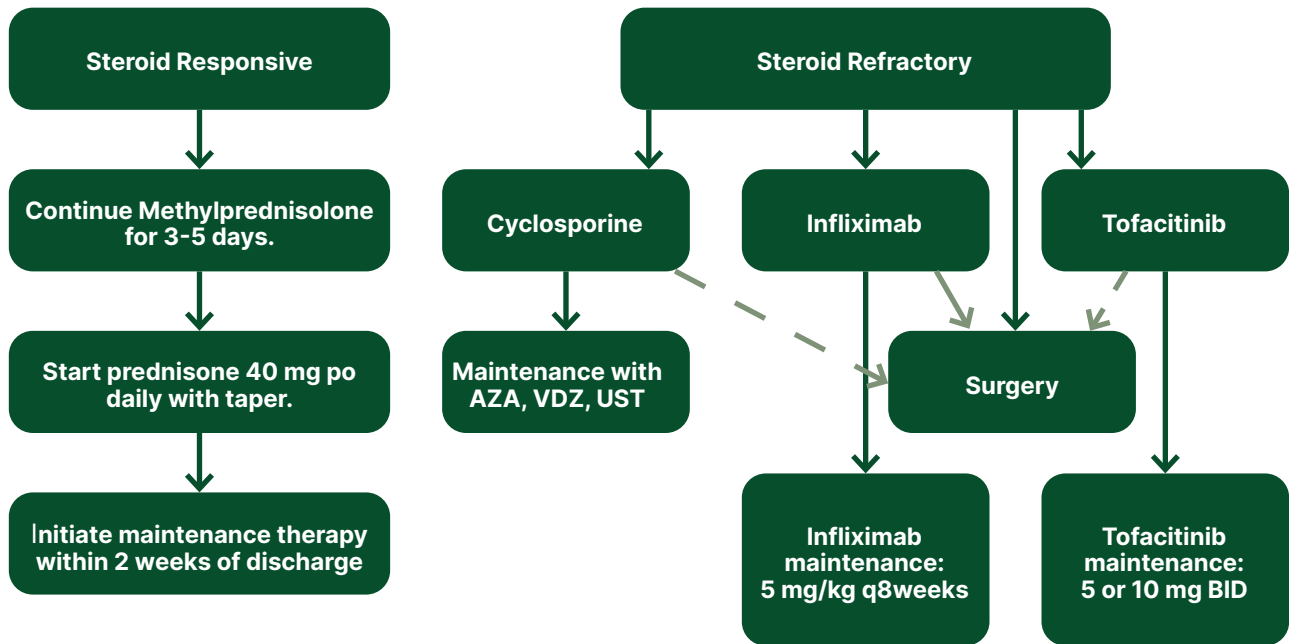 Steroid Responsive
Continue Methylprednisolone
for 3-5 days.
Start prednisone 40 mg po
daily with taper.
Initiate maintenance therapy
within 2 weeks of discharge
Steroid Refractory
Cyclosporine
Infliximab
Tofacitinib
Maintenance with
AZA, VDZ, UST
Surgery
Infliximab
maintenance:
5 mg/kg q8weeks
Tofacitinib
maintenance:
5 or 10 mg BID